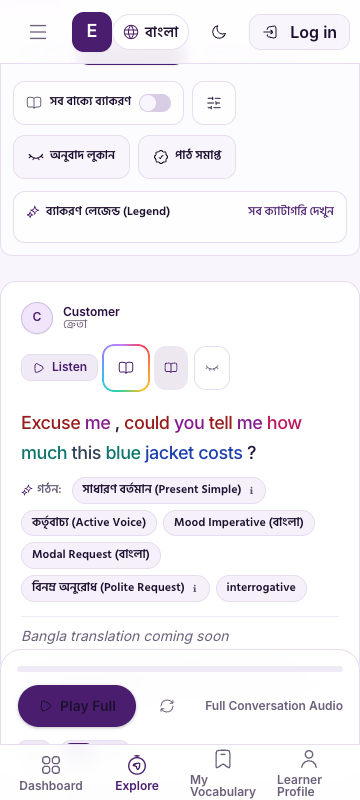 E
বাংলা
Log in
সব বাক্যে ব্যাকরণ
অনুবাদ লুকান
পাঠ সমাপ্ত
ব্যাকরণ লেজেন্ড (Legend)
সব ক্যাটাগরি দেখুন
C
Customer
ক্রেতা
Listen
Excuse me , could you tell me how
much this blue jacket costs ?
গঠন:
সাধারণ বর্তমান (Present Simple) i
কর্তৃবাচ্য (Active Voice)
Mood Imperative (বাংলা)
Modal Request (বাংলা)
বিনম্র অনুরোধ (Polite Request) i
interrogative
Bangla translation coming soon
Play Full
Full Conversation Audio
Dashboard
Explore
My
Vocabulary
Learner
Profile